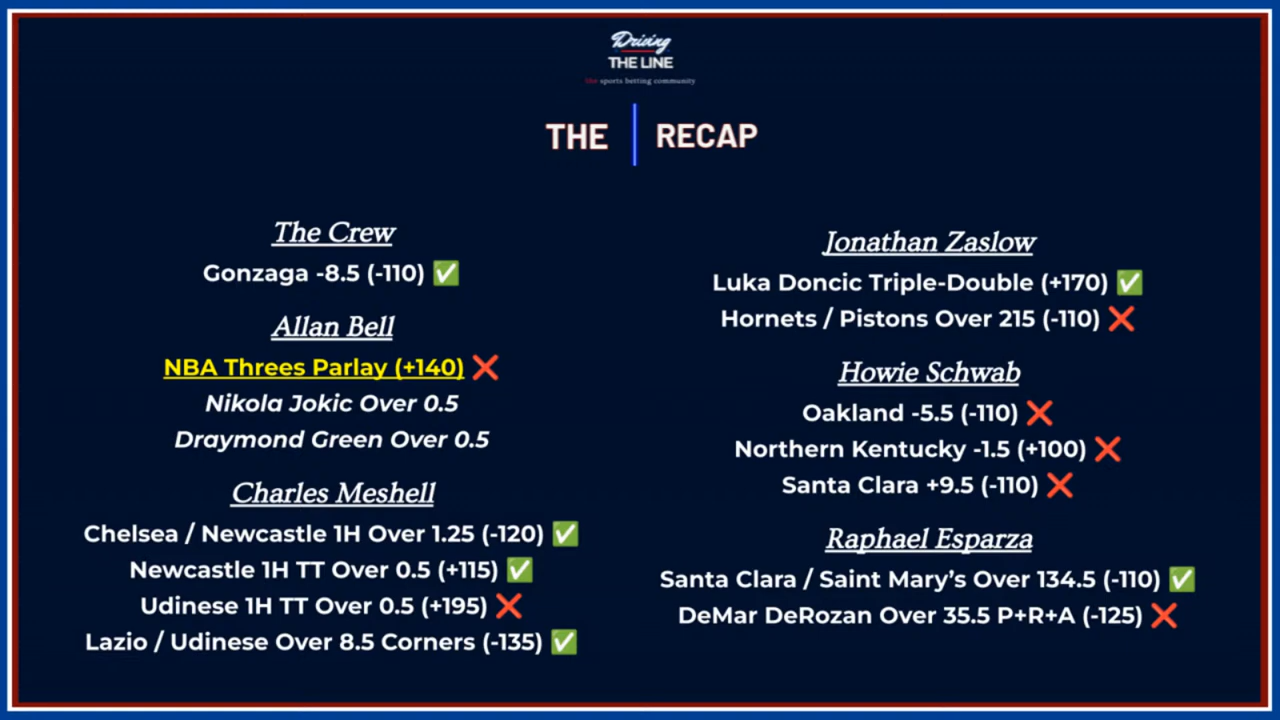 Driving
THE LINE
the sports betting community
THE | RECAP
The Crew
Gonzaga -8.5 (-110) ✅
Allan Bell
NBA Threes Parlay (+140) ❌
Nikola Jokic Over 0.5
Draymond Green Over 0.5
Charles Meshell
Chelsea / Newcastle 1H Over 1.25 (-120) ✅
Newcastle 1H TT Over 0.5 (+115) ✅
Udinese 1H TT Over 0.5 (+195) ❌
Lazio / Udinese Over 8.5 Corners (-135) ✅
Jonathan Zaslow
Luka Doncic Triple-Double (+170) ✅
Hornets / Pistons Over 215 (-110) ❌
Howie Schwab
Oakland -5.5 (-110) ❌
Northern Kentucky -1.5 (+100) ❌
Santa Clara +9.5 (-110) ❌
Raphael Esparza
Santa Clara / Saint Mary’s Over 134.5 (-110) ✅
DeMar DeRozan Over 35.5 P+R+A (-125) ❌